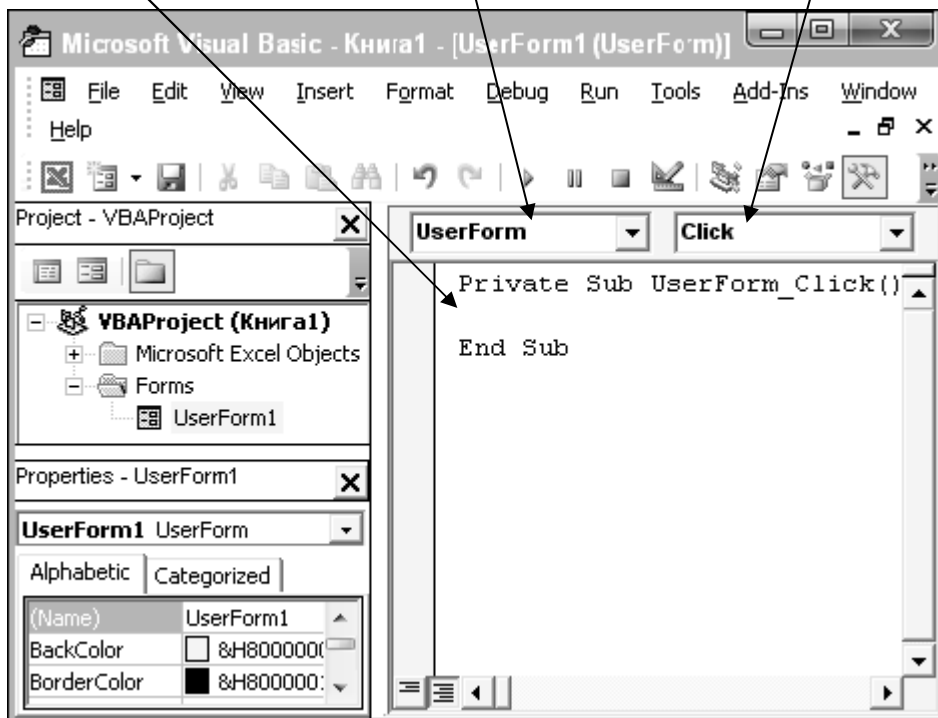 Microsoft Visual Basic - Книга1 - [UserForm1 (UserForm)]
File Edit View Insert Format Debug Run Tools Add-Ins Window
Help
Project - VBAProject
UserForm Click
VBAProject (Книга1)
Microsoft Excel Objects
Forms
UserForm1
Private Sub UserForm_Click()
End Sub
Properties - UserForm1
UserForm1 UserForm
Alphabetic Categorized
(Name) UserForm1
BackColor &H8000000
BorderColor &H800000